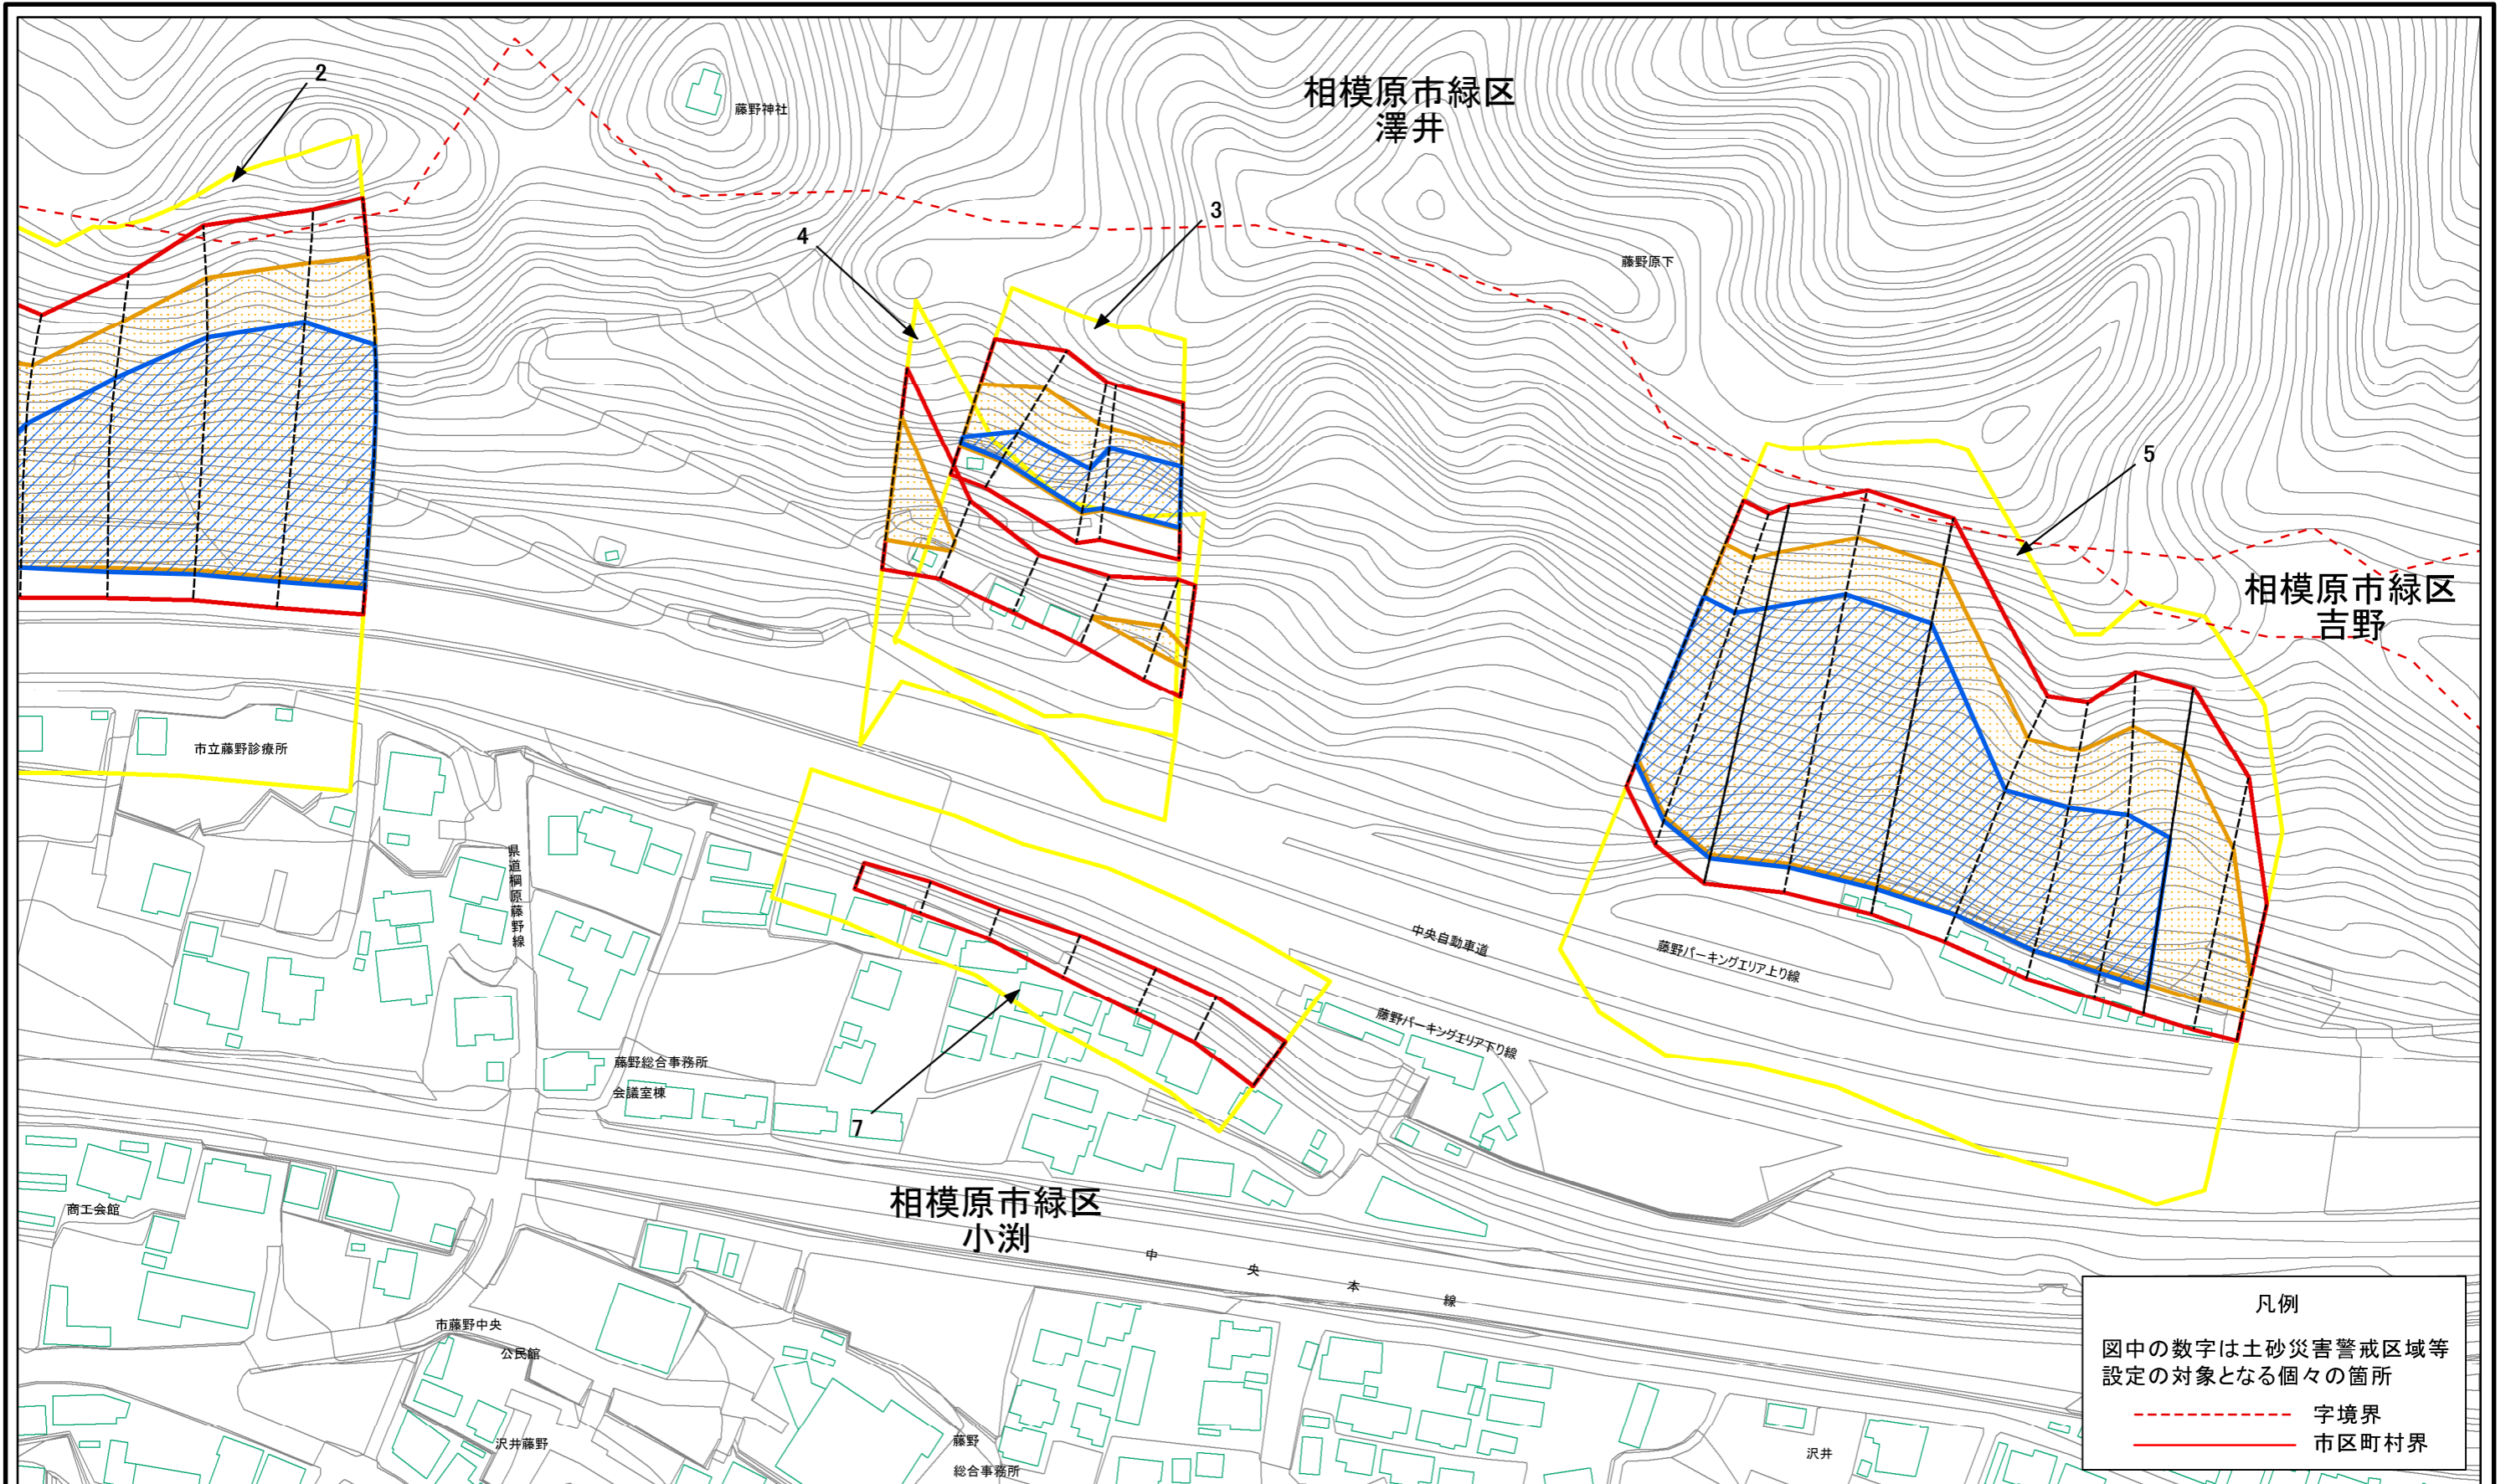 2
藤野神社
相模原市緑区
澤井
3
4
藤野原下
5
相模原市緑区
吉野
市立藤野診療所
県道棡原藤野線
中央自動車道
藤野パーキングエリア上り線
藤野パーキングエリア下り線
藤野総合事務所
会議室棟
7
相模原市緑区
小渕
商工会館
中央本線
市藤野中央
公民館
沢井藤野
藤野
総合事務所
沢井
凡例
図中の数字は土砂災害警戒区域等
設定の対象となる個々の箇所
字境界
市区町村界